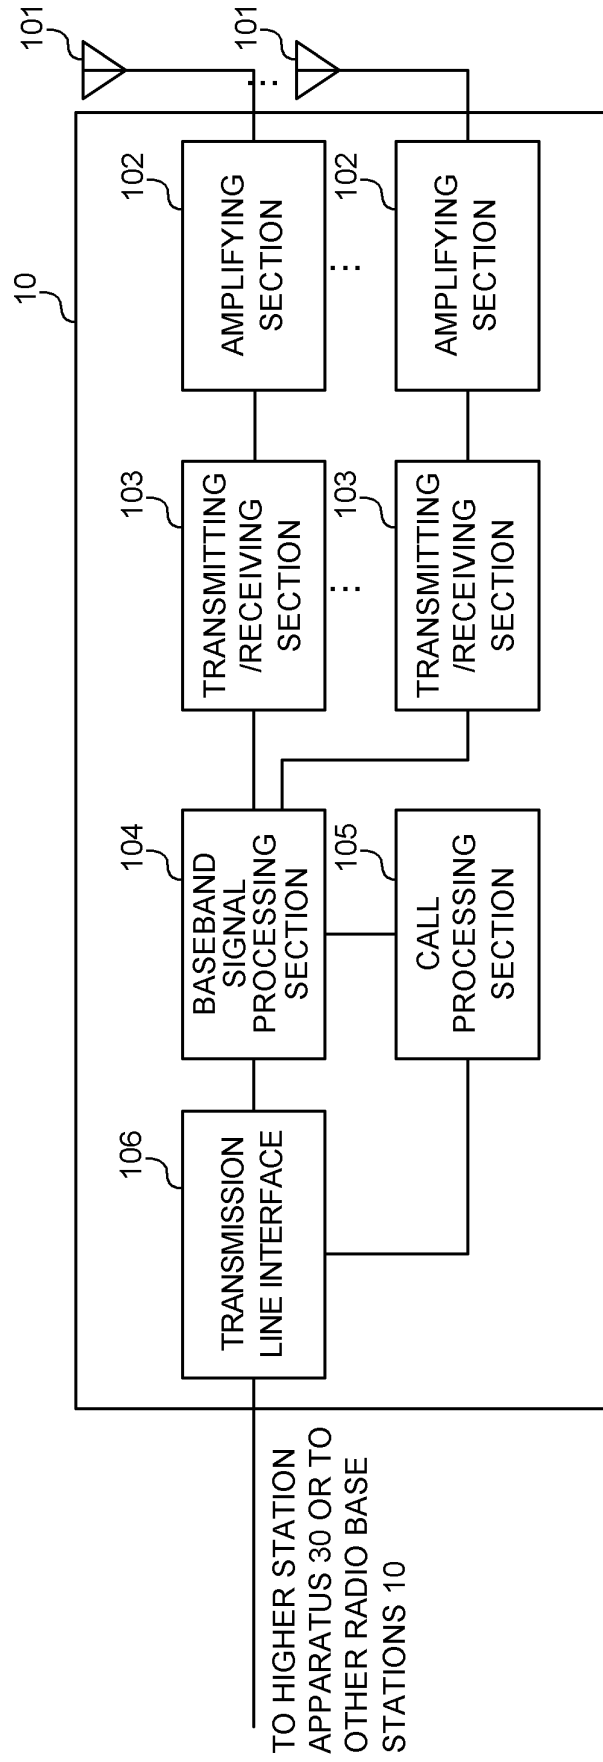 10
101
101
102
AMPLIFYING
SECTION
102
AMPLIFYING
SECTION
103
TRANSMITTING
/RECEIVING
SECTION
103
TRANSMITTING
/RECEIVING
SECTION
104
BASEBAND
SIGNAL
PROCESSING
SECTION
105
CALL
PROCESSING
SECTION
106
TRANSMISSION
LINE INTERFACE
TO HIGHER STATION
APPARATUS 30 OR TO
OTHER RADIO BASE
STATIONS 10